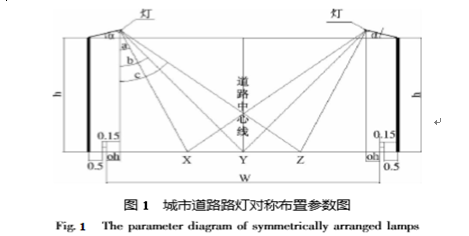 灯 灯
α α
a
b
c
h 道路中心线 h
0.15 0.15
0.5 oh X Y Z oh 0.5
W
图 1 城市道路路灯对称布置参数图
Fig. 1 The parameter diagram of symmetrically arranged lamps